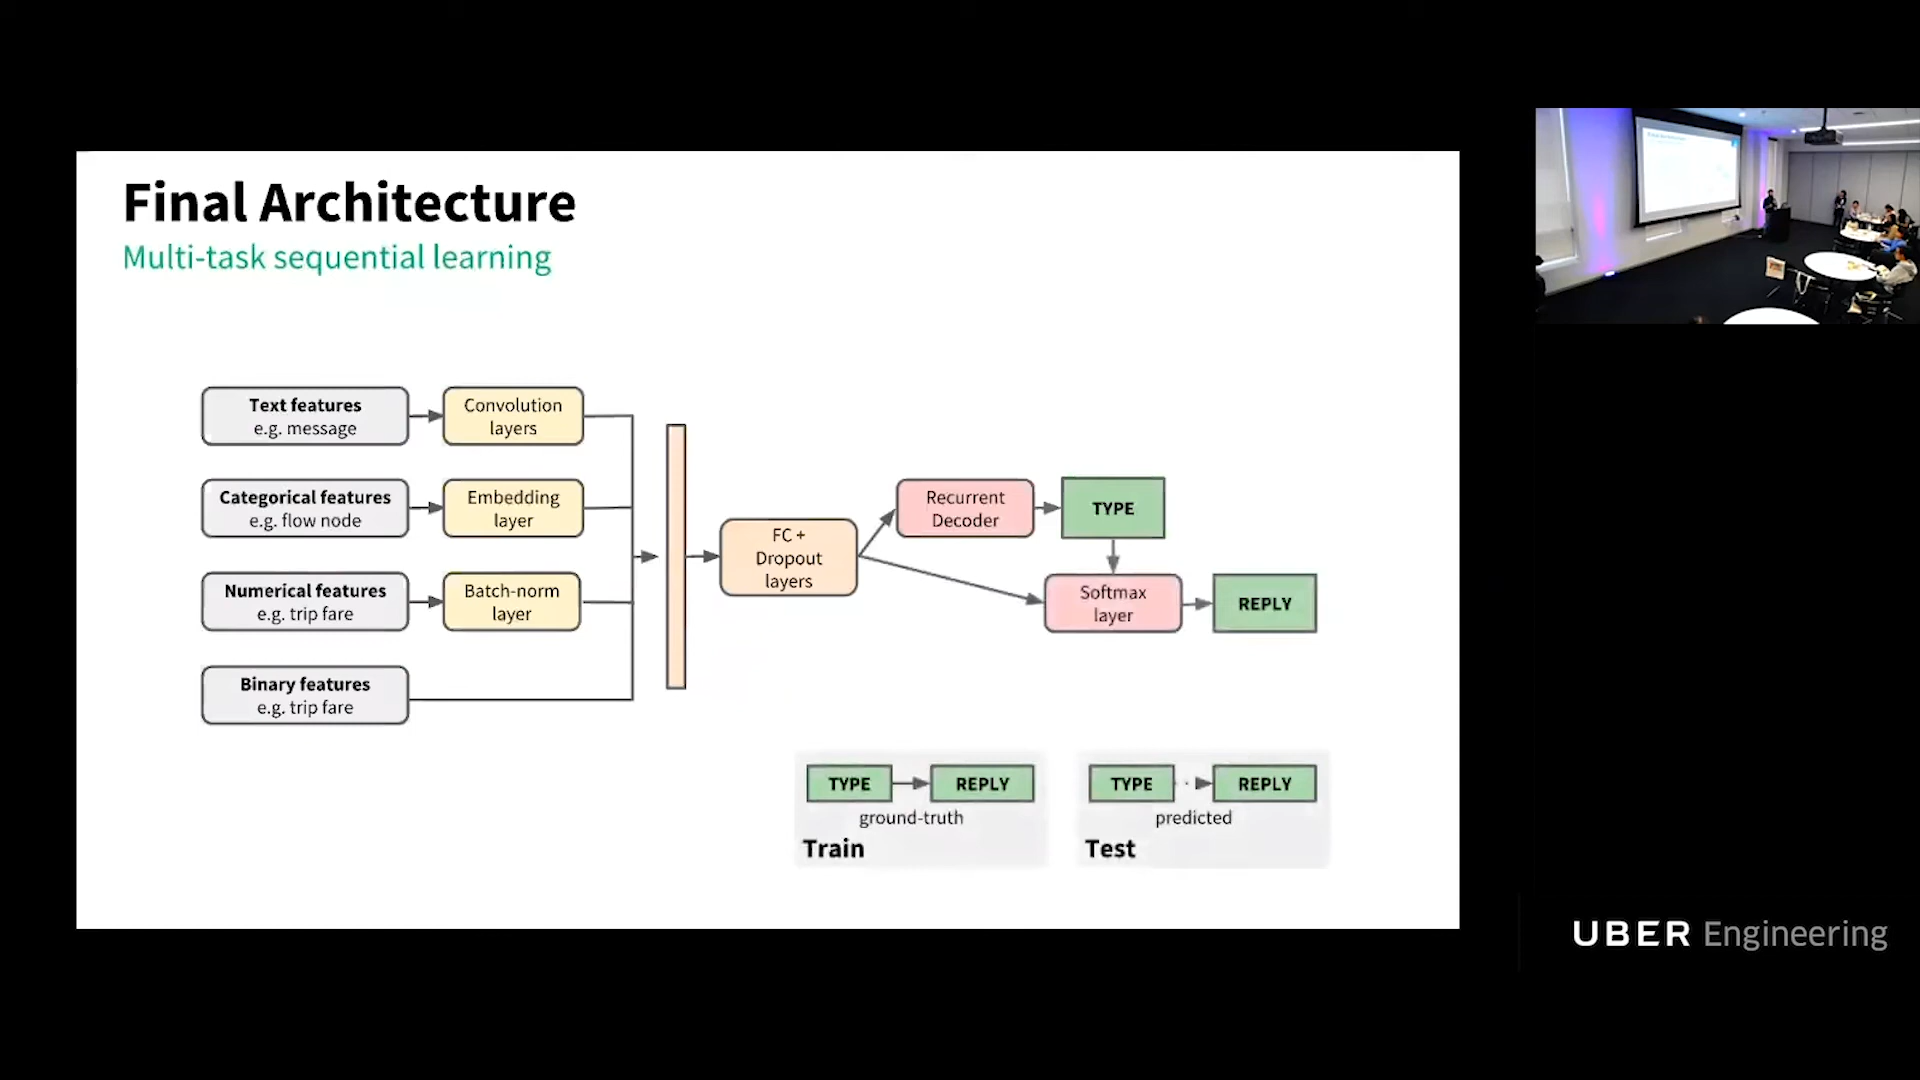 Final Architecture
Multi-task sequential learning
Text features
e.g. message
Convolution
layers
Categorical features
e.g. flow node
Embedding
layer
Numerical features
e.g. trip fare
Batch-norm
layer
Binary features
e.g. trip fare
FC +
Dropout
layers
Recurrent
Decoder
TYPE
Softmax
layer
REPLY
TYPE
REPLY
ground-truth
Train
TYPE
REPLY
predicted
Test
UBER Engineering